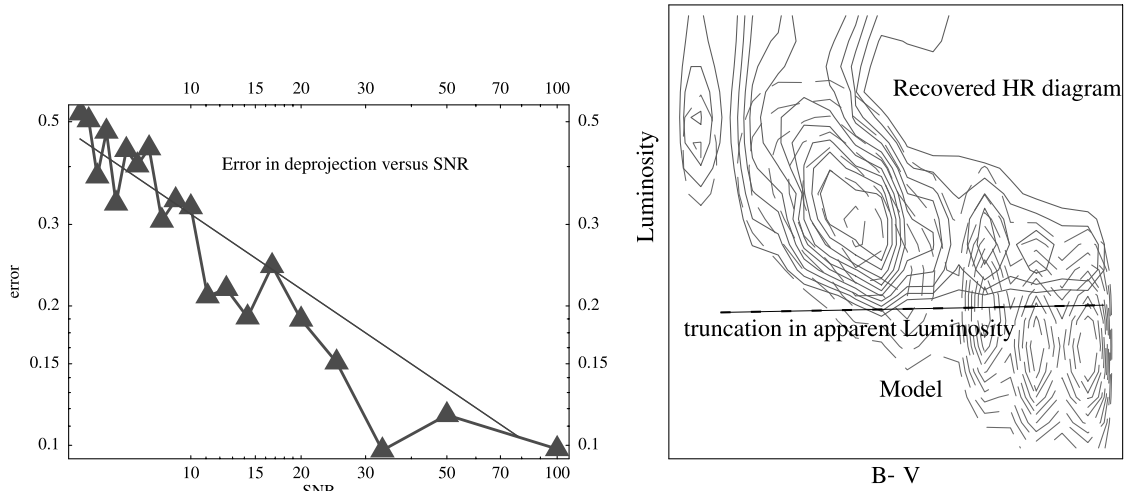 10 15 20 30 50 70 100
0.5 0.5
Error in deprojection versus SNR
0.3 0.3
error
0.2 0.2
0.15 0.15
0.1 0.1
10 15 20 30 50 70 100
SNR
Recovered HR diagram
Luminosity
truncation in apparent Luminosity
Model
B- V